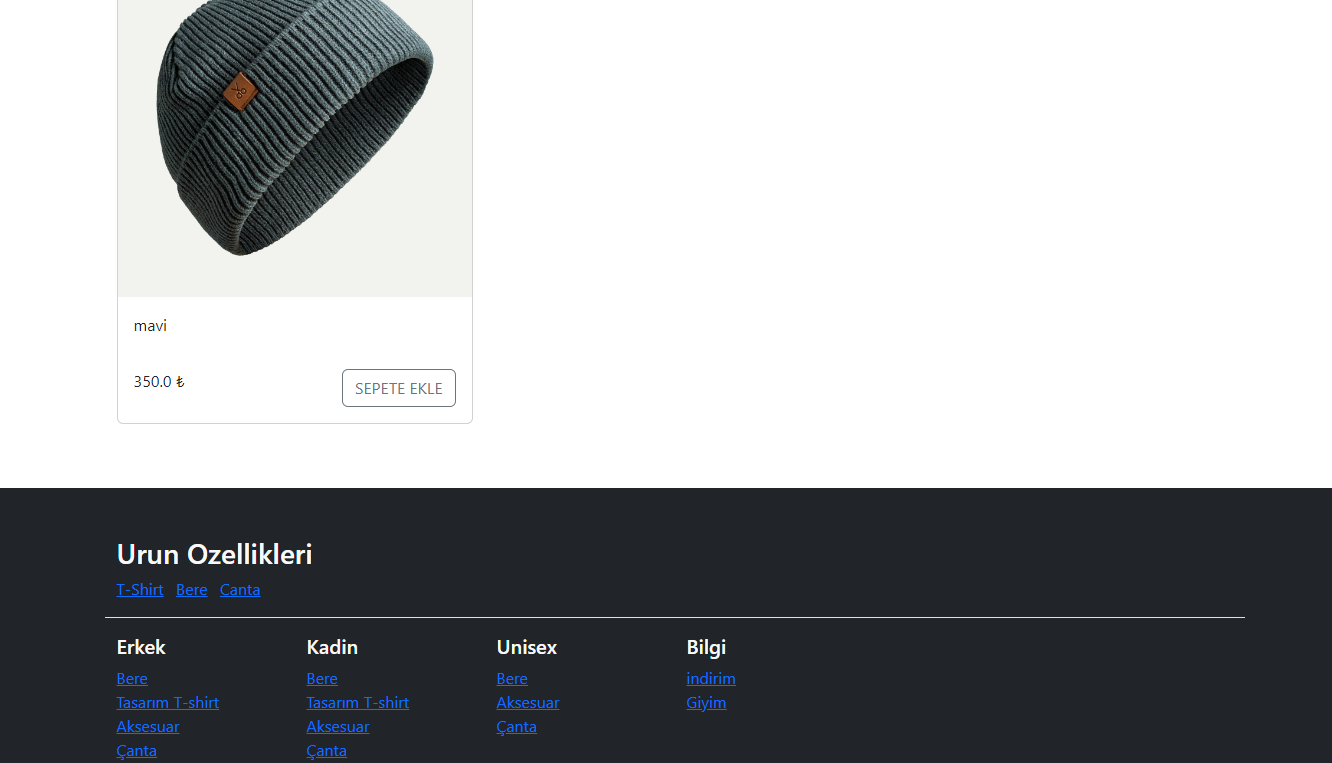 mavi
350.0 ₺ SEPETE EKLE
Urun Ozellikleri
T-Shirt Bere Canta
Erkek
Bere
Tasarım T-shirt
Aksesuar
Çanta
Kadin
Bere
Tasarım T-shirt
Aksesuar
Çanta
Unisex
Bere
Aksesuar
Çanta
Bilgi
indirim
Giyim